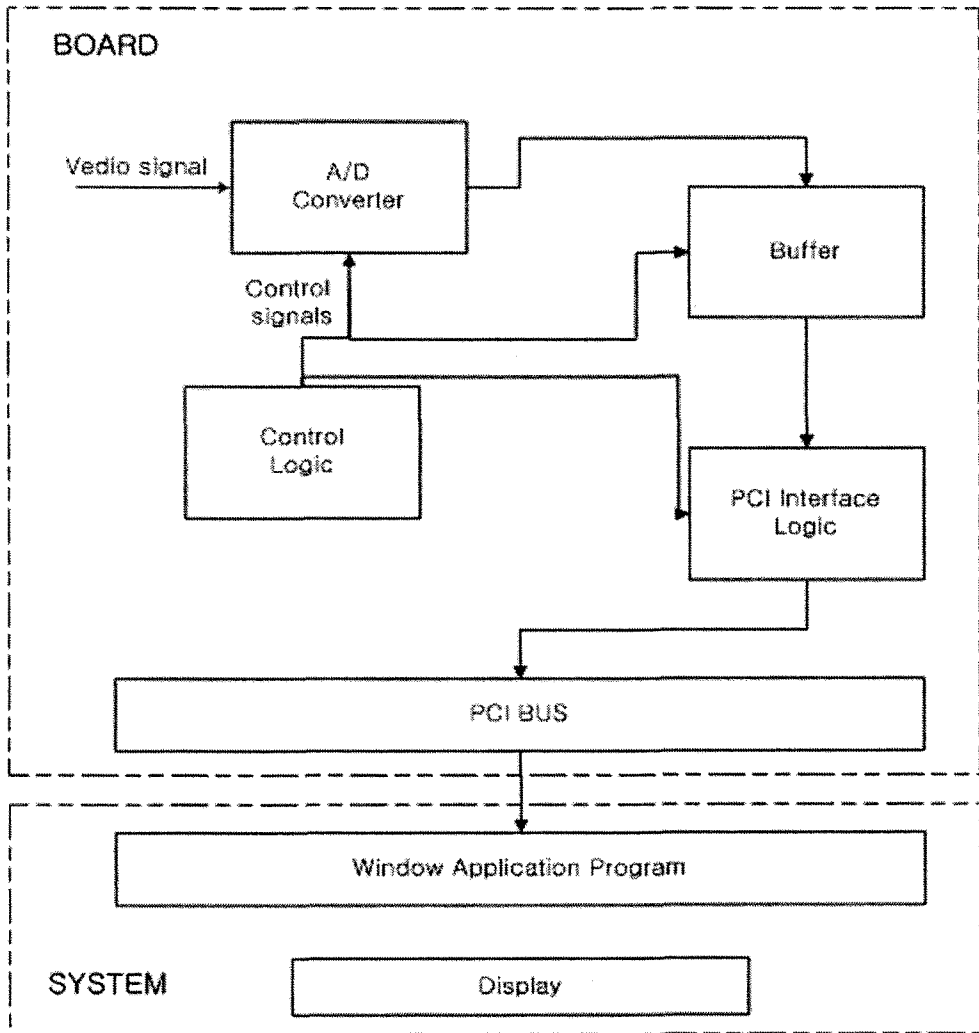 BOARD
Vedio signal
A/D
Converter
Buffer
Control
signals
Control
Logic
PCI Interface
Logic
PCI BUS
Window Application Program
SYSTEM
Display